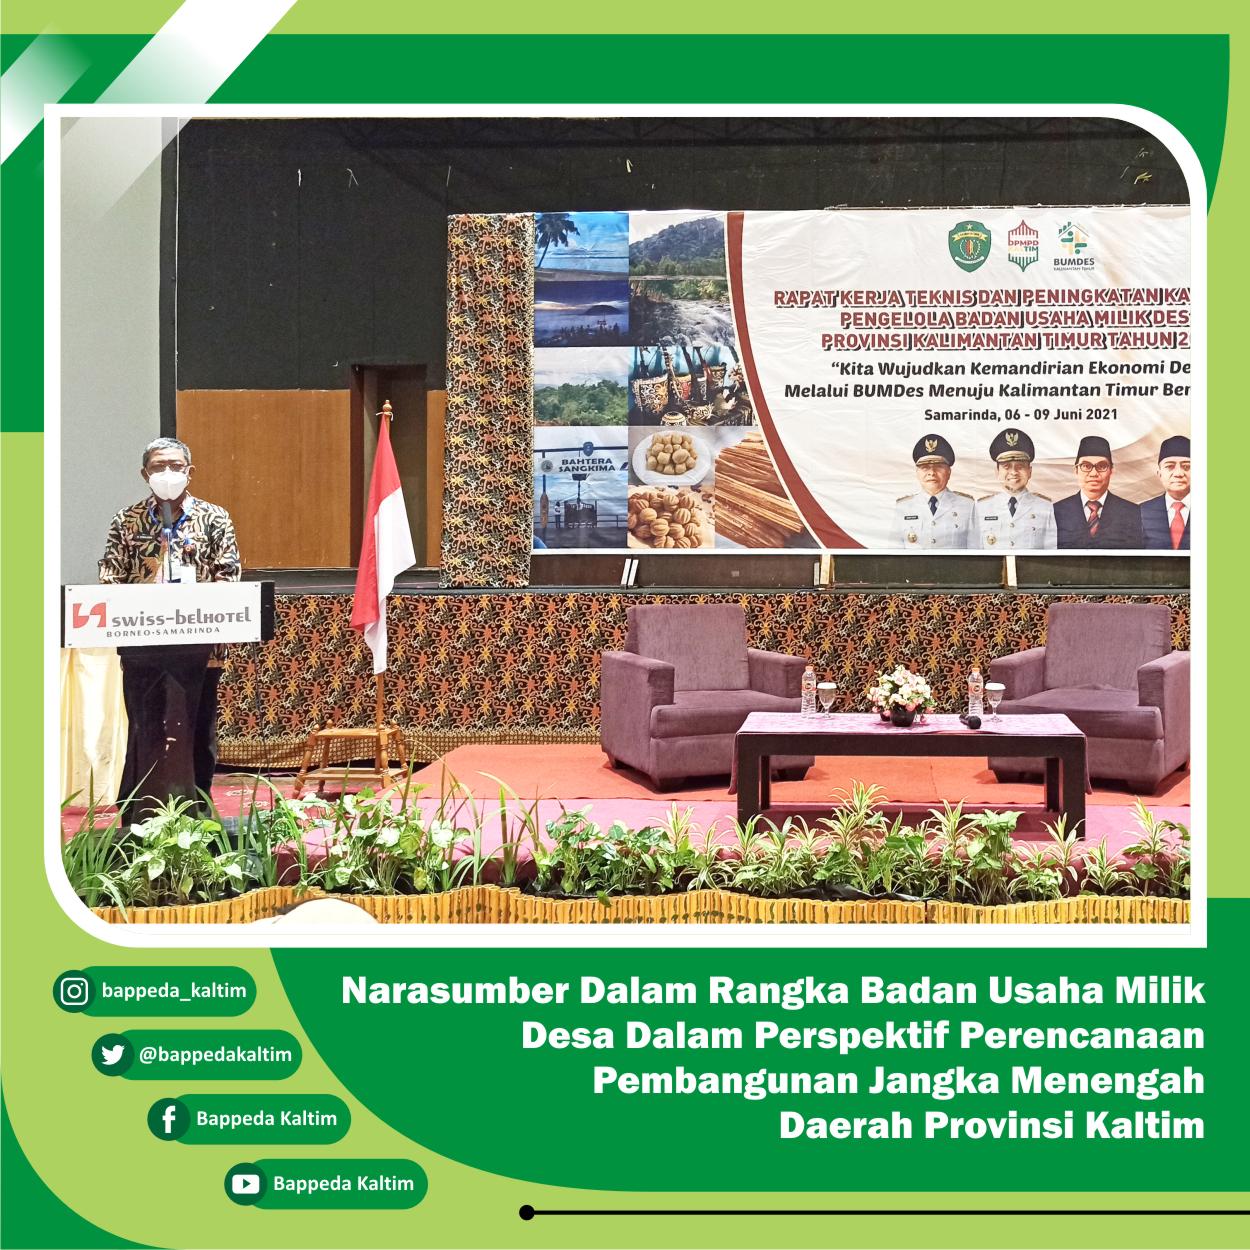 DPMPD
KALTIM
BUMDES
KALIMANTAN TIMUR
RAPAT KERJA TEKNIS DAN PENINGKATAN KA
PENGELOLA BADAN USAHA MILIK DES
PROVINSI KALIMANTAN TIMUR TAHUN 2
“Kita Wujudkan Kemandirian Ekonomi De
Melalui BUMDes Menuju Kalimantan Timur Ber
Samarinda, 06 - 09 Juni 2021
BAHTERA
SANGKIMA
swiss-belhotel
BORNEO-SAMARINDA
bappeda_kaltim
@bappedakaltim
Bappeda Kaltim
Bappeda Kaltim
Narasumber Dalam Rangka Badan Usaha Milik
Desa Dalam Perspektif Perencanaan
Pembangunan Jangka Menengah
Daerah Provinsi Kaltim